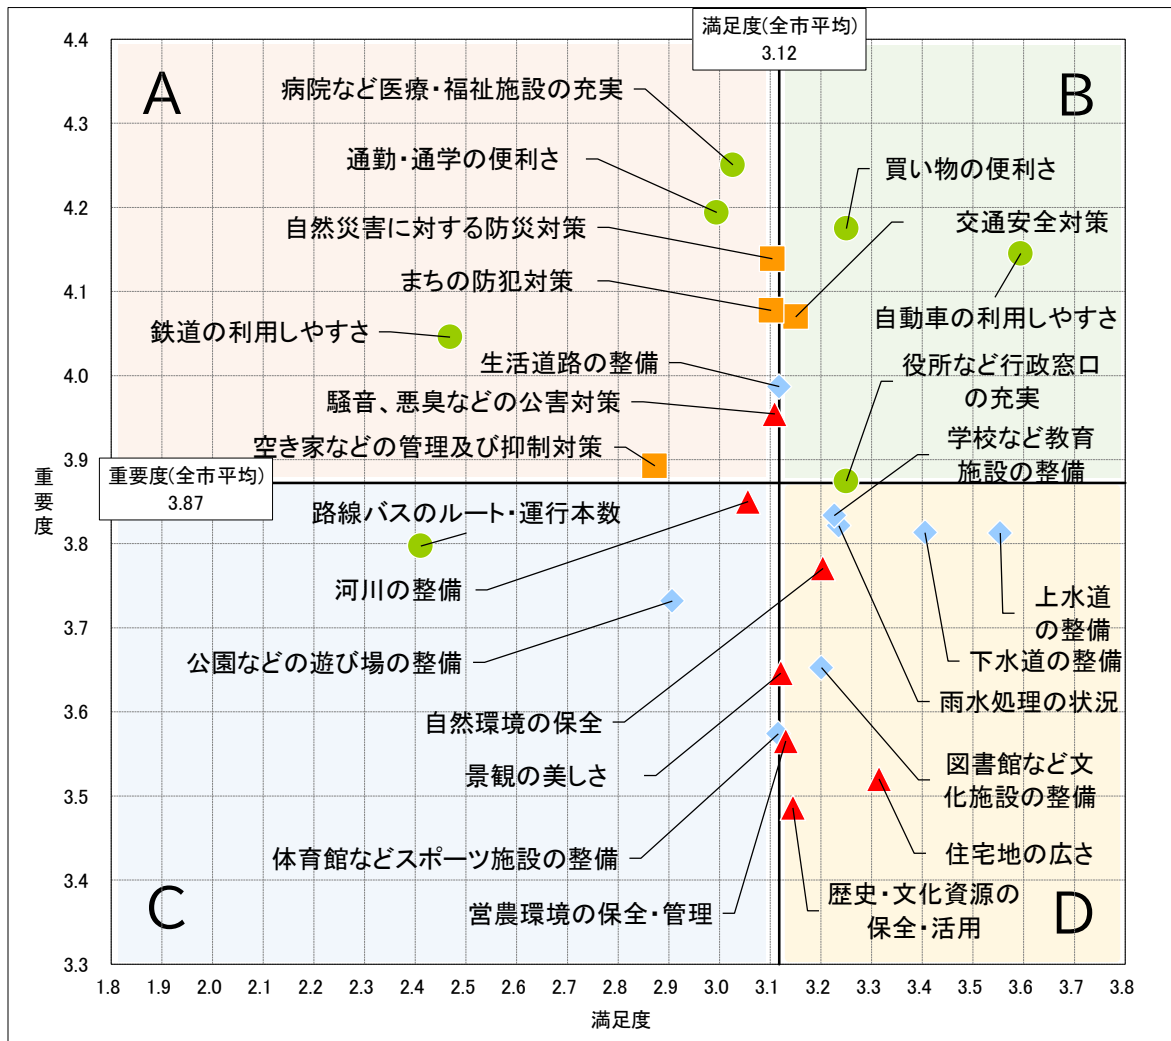 満足度(全市平均)
3.12
A
B
C
D
病院など医療・福祉施設の充実
通勤・通学の便利さ
自然災害に対する防災対策
まちの防犯対策
鉄道の利用しやすさ
生活道路の整備
騒音、悪臭などの公害対策
空き家などの管理及び抑制対策
買い物の便利さ
交通安全対策
自動車の利用しやすさ
役所など行政窓口
の充実
学校など教育
施設の整備
重要度(全市平均)
3.87
路線バスのルート・運行本数
河川の整備
公園などの遊び場の整備
自然環境の保全
景観の美しさ
体育館などスポーツ施設の整備
営農環境の保全・管理
上水道
の整備
下水道の整備
雨水処理の状況
図書館など文
化施設の整備
住宅地の広さ
歴史・文化資源の
保全・活用
重要度
4.4
4.3
4.2
4.1
4.0
3.9
3.8
3.7
3.6
3.5
3.4
3.3
1.8 1.9 2.0 2.1 2.2 2.3 2.4 2.5 2.6 2.7 2.8 2.9 3.0 3.1 3.2 3.3 3.4 3.5 3.6 3.7 3.8
満足度